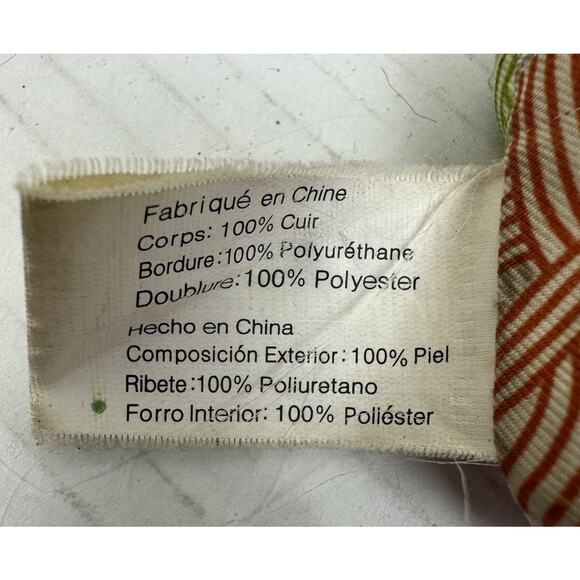 Fabriqué en Chine
Corps: 100% Cuir
Bordure:100% Polyuréthane
Doublure:100% Polyester
Hecho en China
Composición Exterior: 100% Piel
Ribete:100% Poliuretano
Forro Interior: 100% Poliéster